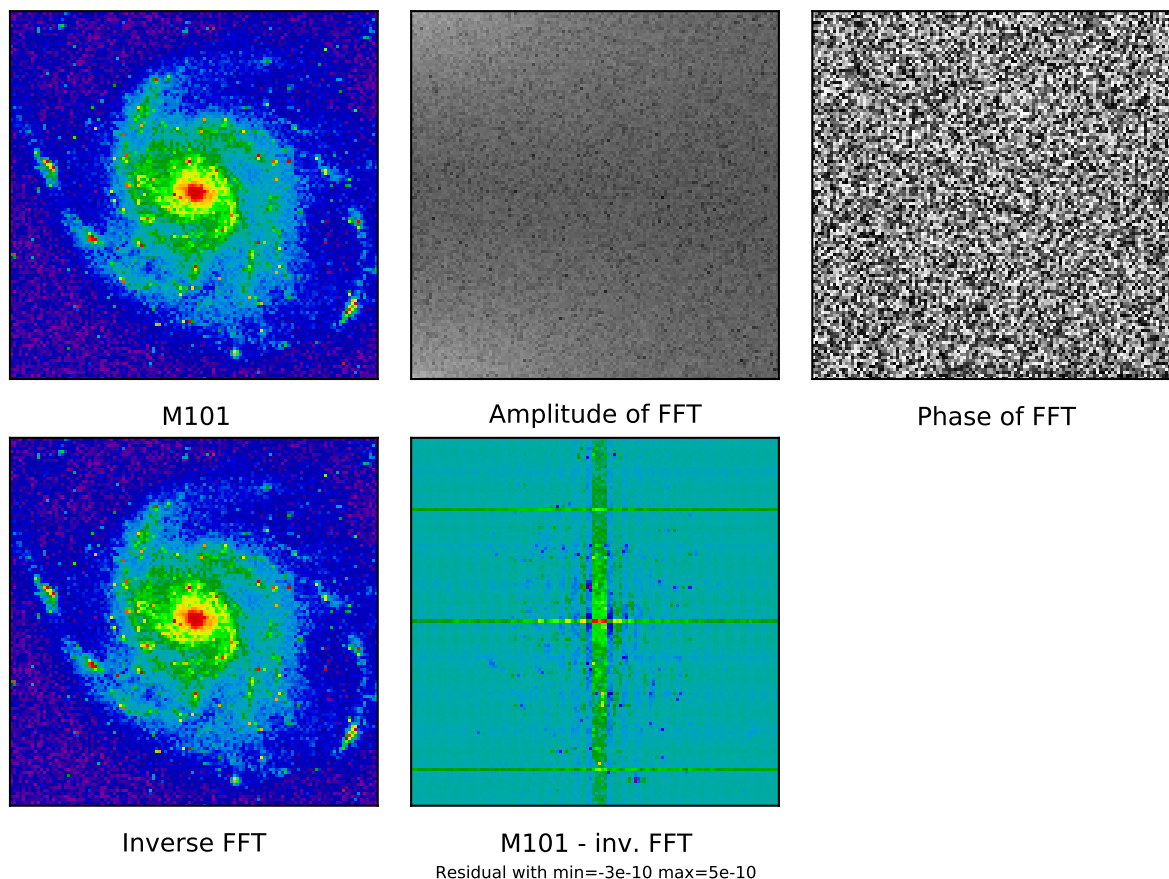 M101
Amplitude of FFT
Phase of FFT
Inverse FFT
M101 - inv. FFT
Residual with min=-3e-10 max=5e-10